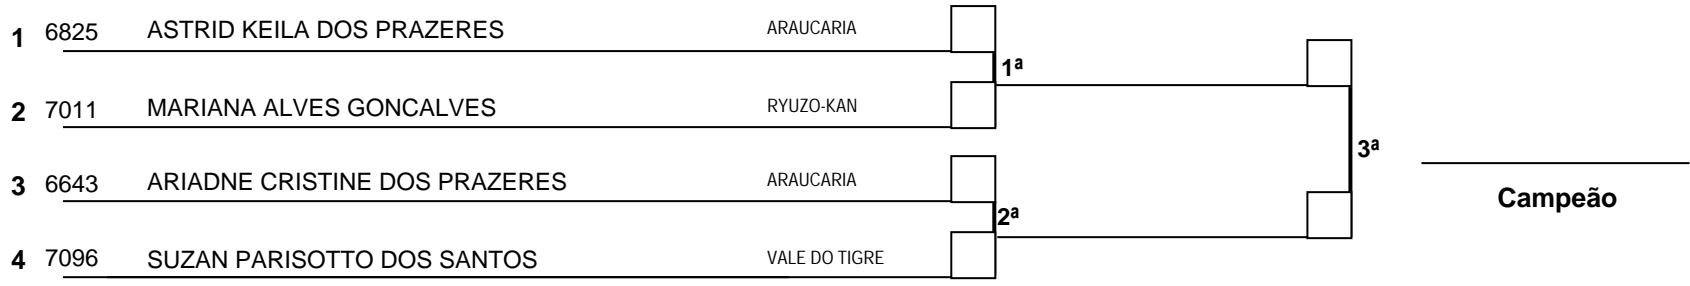 1 6825 ASTRID KEILA DOS PRAZERES ARAUCARIA
1ª
2 7011 MARIANA ALVES GONCALVES RYUZO-KAN
3ª
3 6643 ARIADNE CRISTINE DOS PRAZERES ARAUCARIA
Campeão
2ª
4 7096 SUZAN PARISOTTO DOS SANTOS VALE DO TIGRE